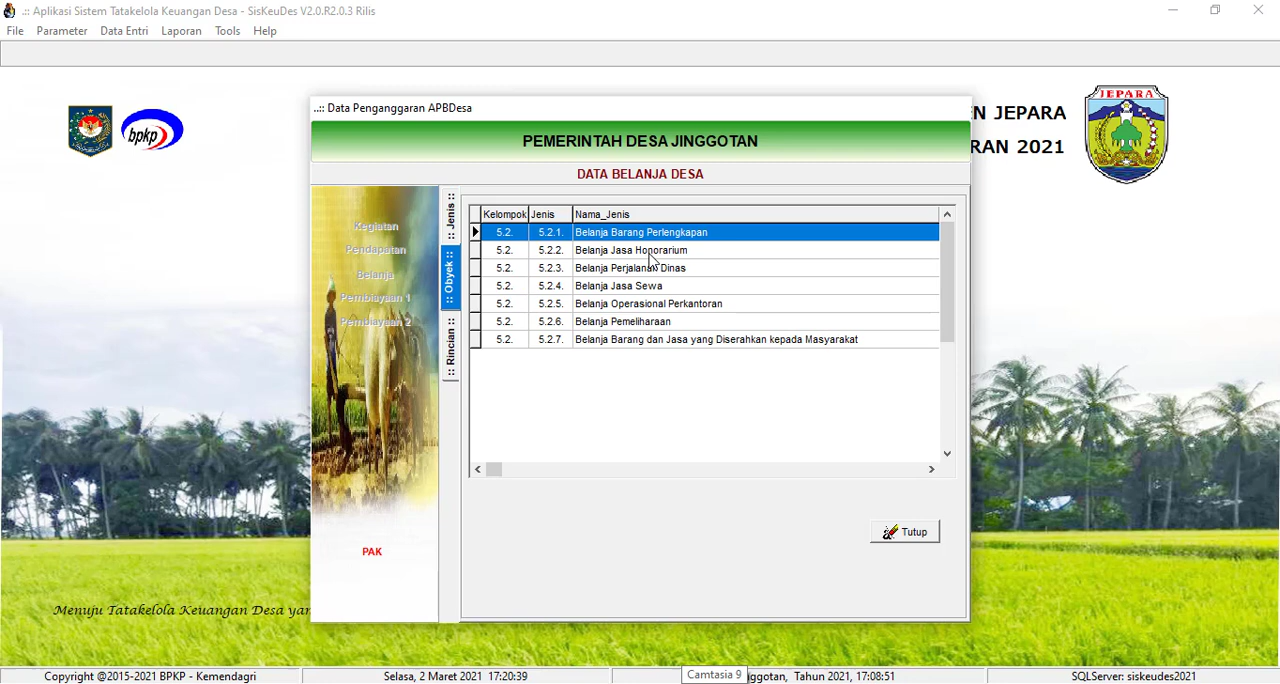 .:: Aplikasi Sistem Tatakelola Keuangan Desa - SisKeuDes V2.0.R2.0.3 Rilis
File Parameter Data Entri Laporan Tools Help
bpkp
N JEPARA
RAN 2021
JEPARA
..:: Data Penganggaran APBDesa
PEMERINTAH DESA JINGGOTAN
DATA BELANJA DESA
Kegiatan
Pendapatan
Belanja
Pembiayaan 1
Pembiayaan 2
PAK
:: Jenis ::
:: Obyek ::
:: Rincian ::
Kelompok Jenis Nama_Jenis
5.2. 5.2.1. Belanja Barang Perlengkapan
5.2. 5.2.2. Belanja Jasa Honorarium
5.2. 5.2.3. Belanja Perjalanan Dinas
5.2. 5.2.4. Belanja Jasa Sewa
5.2. 5.2.5. Belanja Operasional Perkantoran
5.2. 5.2.6. Belanja Pemeliharaan
5.2. 5.2.7. Belanja Barang dan Jasa yang Diserahkan kepada Masyarakat
Tutup
Menuju Tatakelola Keuangan Desa yan
Copyright @2015-2021 BPKP - Kemendagri Selasa, 2 Maret 2021 17:20:39 Camtasia 9 ggotan, Tahun 2021, 17:08:51 SQLServer: siskeudes2021